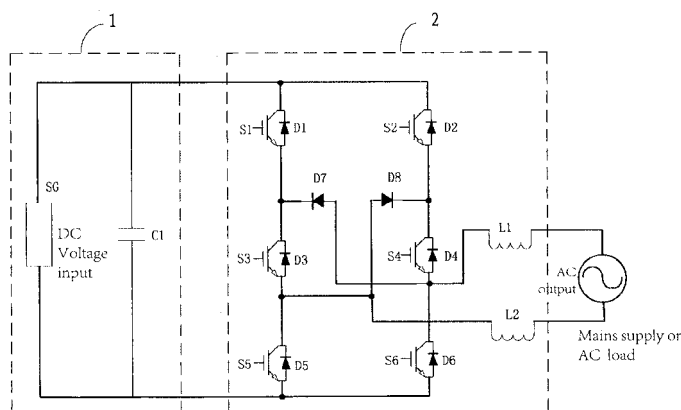 1
2
S1
D1
S2
D2
SG
D7
D8
DC
Voltage
input
C1
L1
S3
D3
S4
D4
AC
output
L2
S5
D5
S6
D6
Mains supply or
AC load